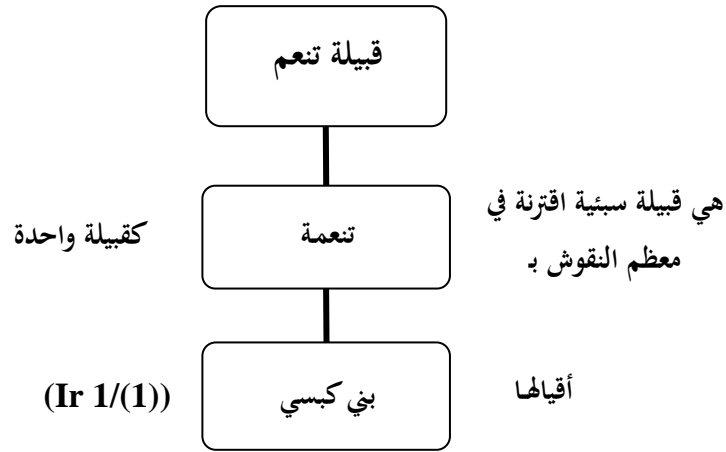 قبيلة تنعم
هي قبيلة سبئية اقترنة في
معظم النقوش بـ
تنعمة
كقبيلة واحدة
أقيالها
بني كبسي
(Ir 1/(1))